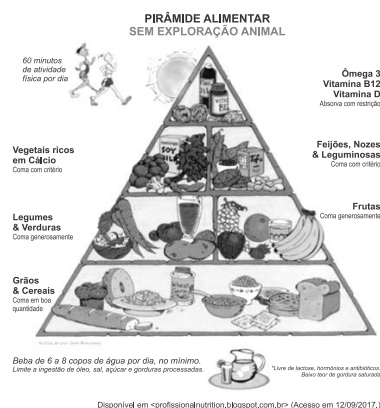 PIRÂMIDE ALIMENTAR
SEM EXPLORAÇÃO ANIMAL
60 minutos
de atividade
física por dia
Ômega 3
Vitamina B12
Vitamina D
Absorva com restrição
Vegetais ricos
em Cálcio
Coma com critério
SOY
MILK
Feijões, Nozes
& Leguminosas
Coma com critério
Legumes
& Verduras
Coma generosamente
Frutas
Coma generosamente
Grãos
& Cereais
Coma em boa
quantidade
Beba de 6 a 8 copos de água por dia, no mínimo.
Limite a ingestão de óleo, sal, açúcar e gorduras processadas.
*Livre de lactose, hormônios e antibióticos.
Baixo teor de gordura saturada
Disponível em <profissionalnutrition.blogspot.com.br> (Acesso em 12/09/2017.)